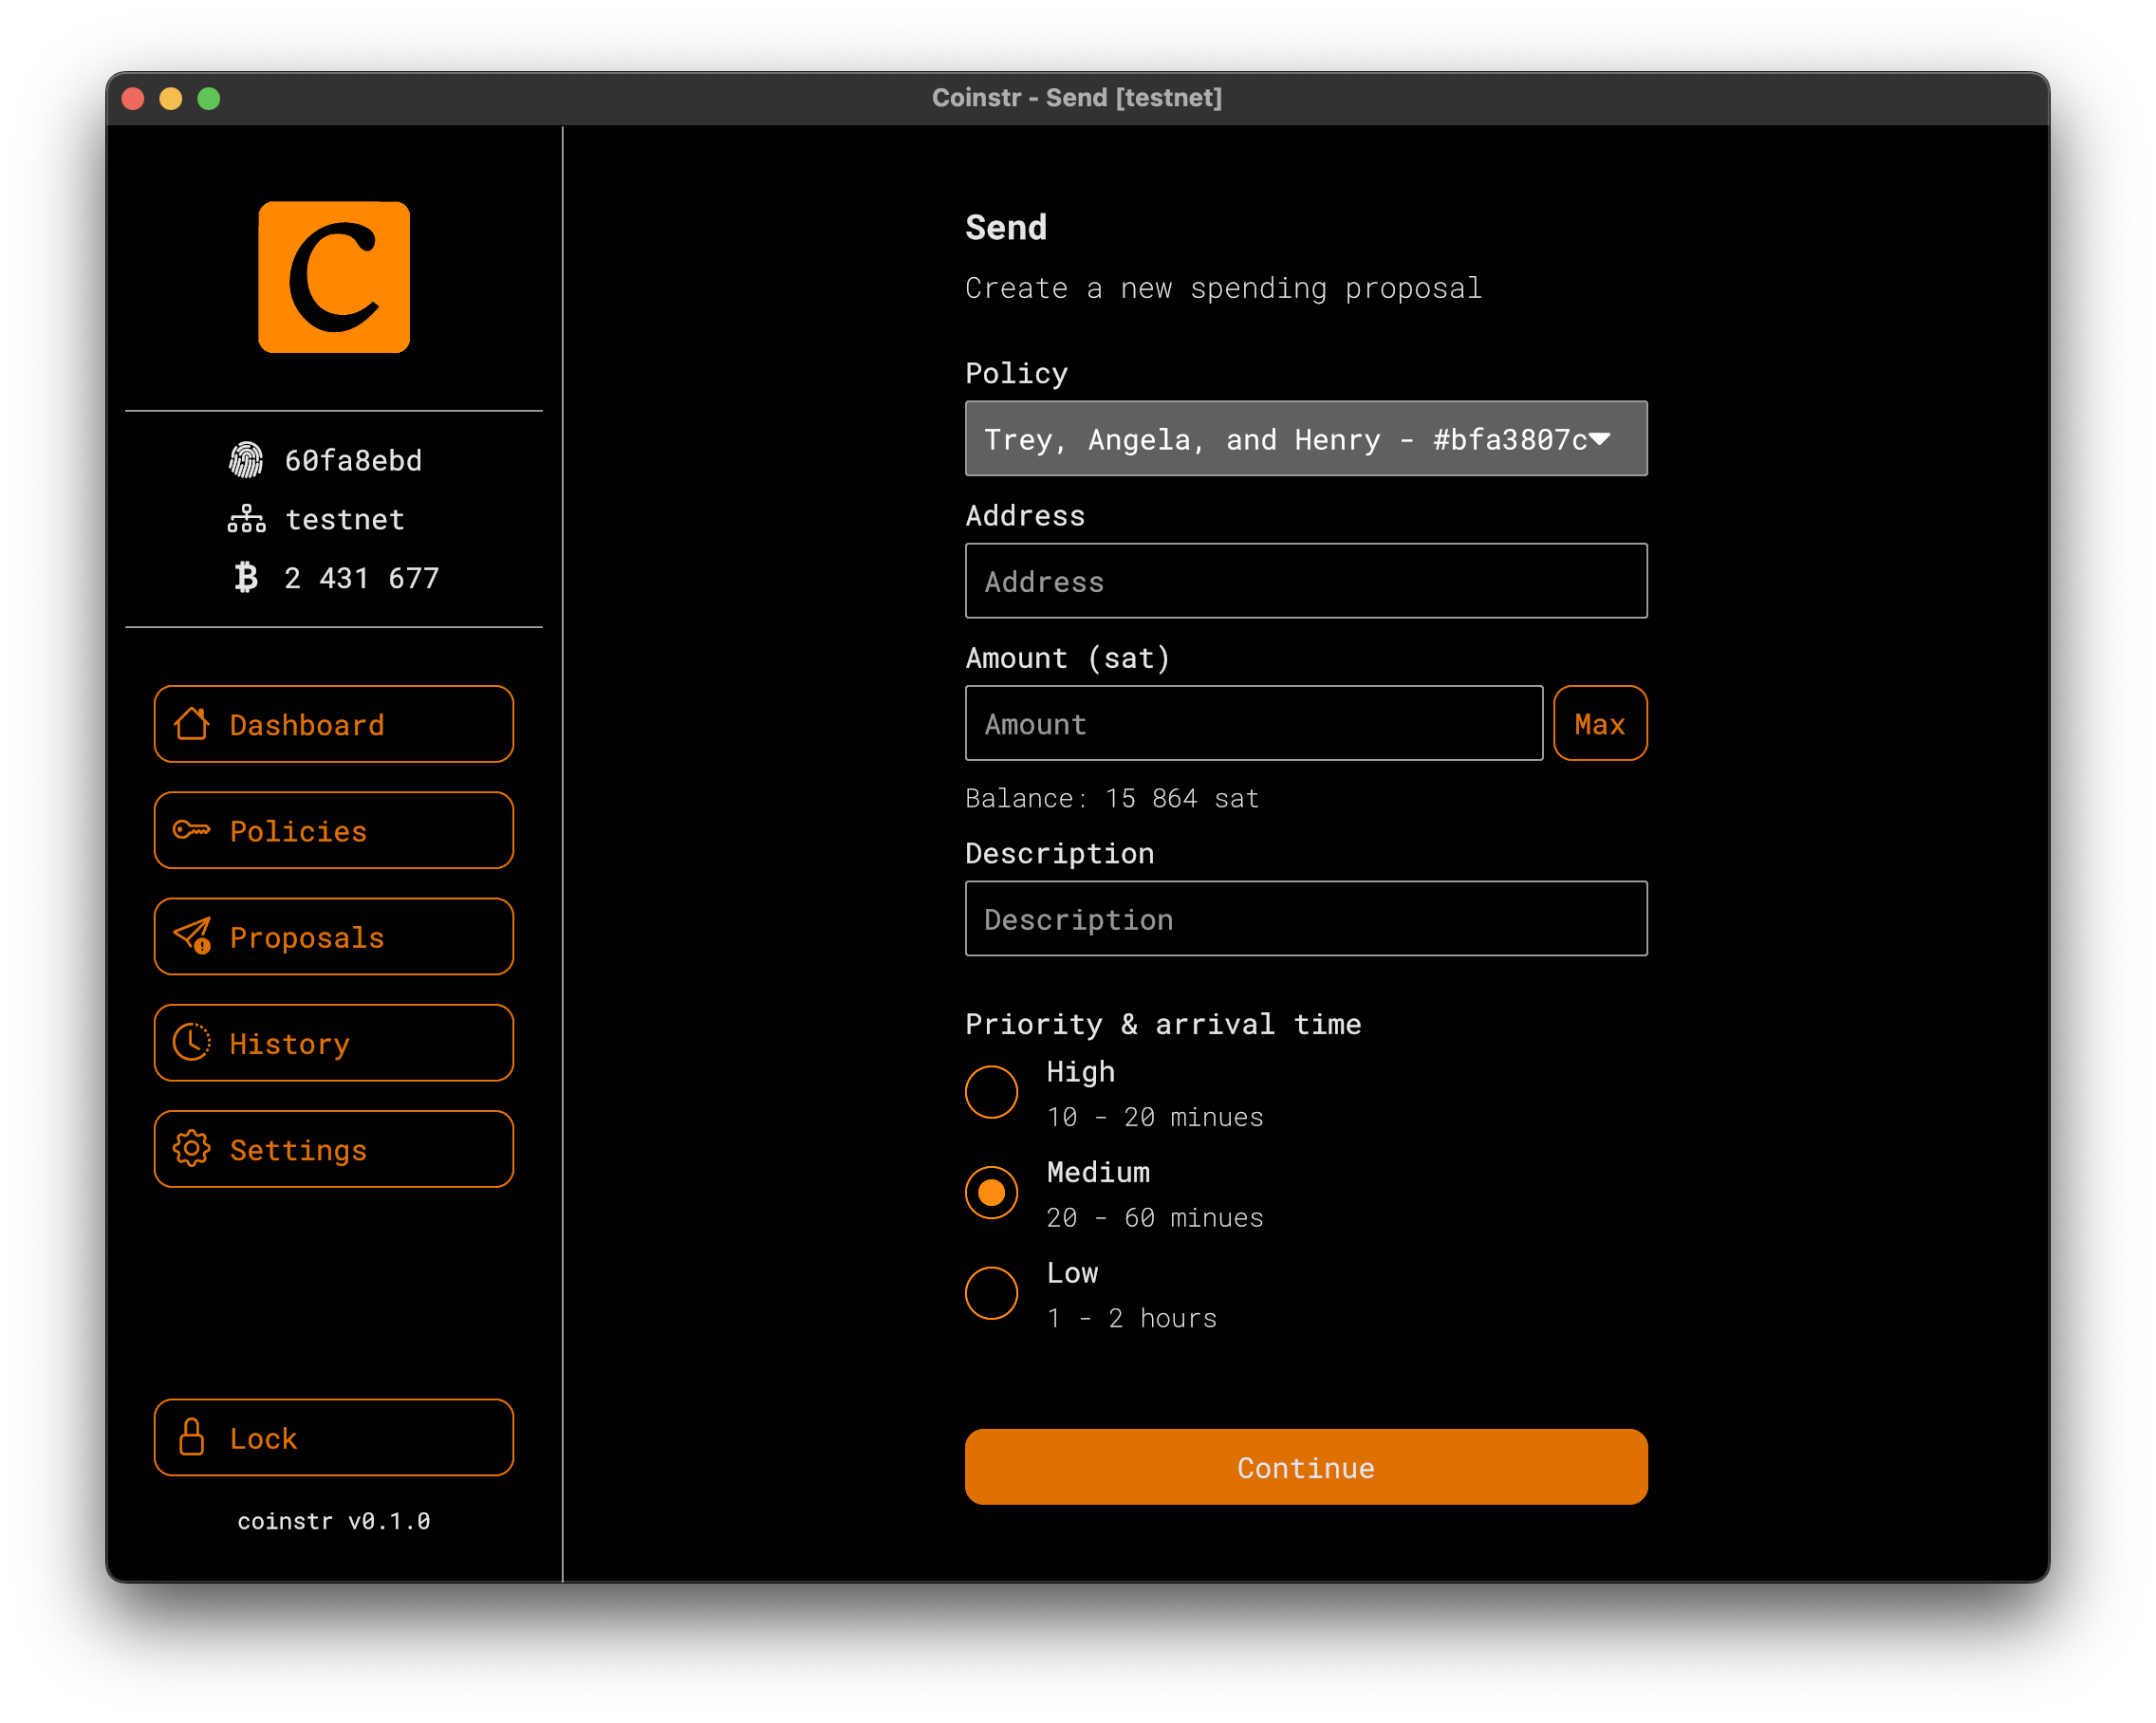 Coinstr - Send [testnet]
C
60fa8ebd
testnet
2 431 677
Dashboard
Policies
Proposals
History
Settings
Lock
coinstr v0.1.0
Send
Create a new spending proposal
Policy
Trey, Angela, and Henry - #bfa3807c
Address
Address
Amount (sat)
Amount
Max
Balance: 15 864 sat
Description
Description
Priority & arrival time
High
10 - 20 minues
Medium
20 - 60 minues
Low
1 - 2 hours
Continue